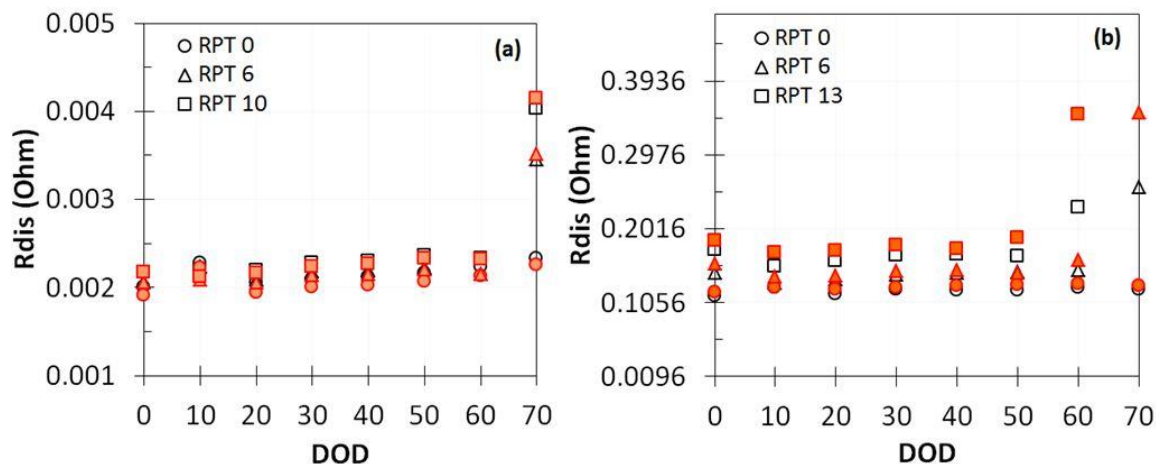 0.005
0.004
0.003
0.002
0.001
Rdis (Ohm)
RPT 0
RPT 6
RPT 10
(a)
0 10 20 30 40 50 60 70
DOD
0.3936
0.2976
0.2016
0.1056
0.0096
Rdis (Ohm)
RPT 0
RPT 6
RPT 13
(b)
0 10 20 30 40 50 60 70
DOD